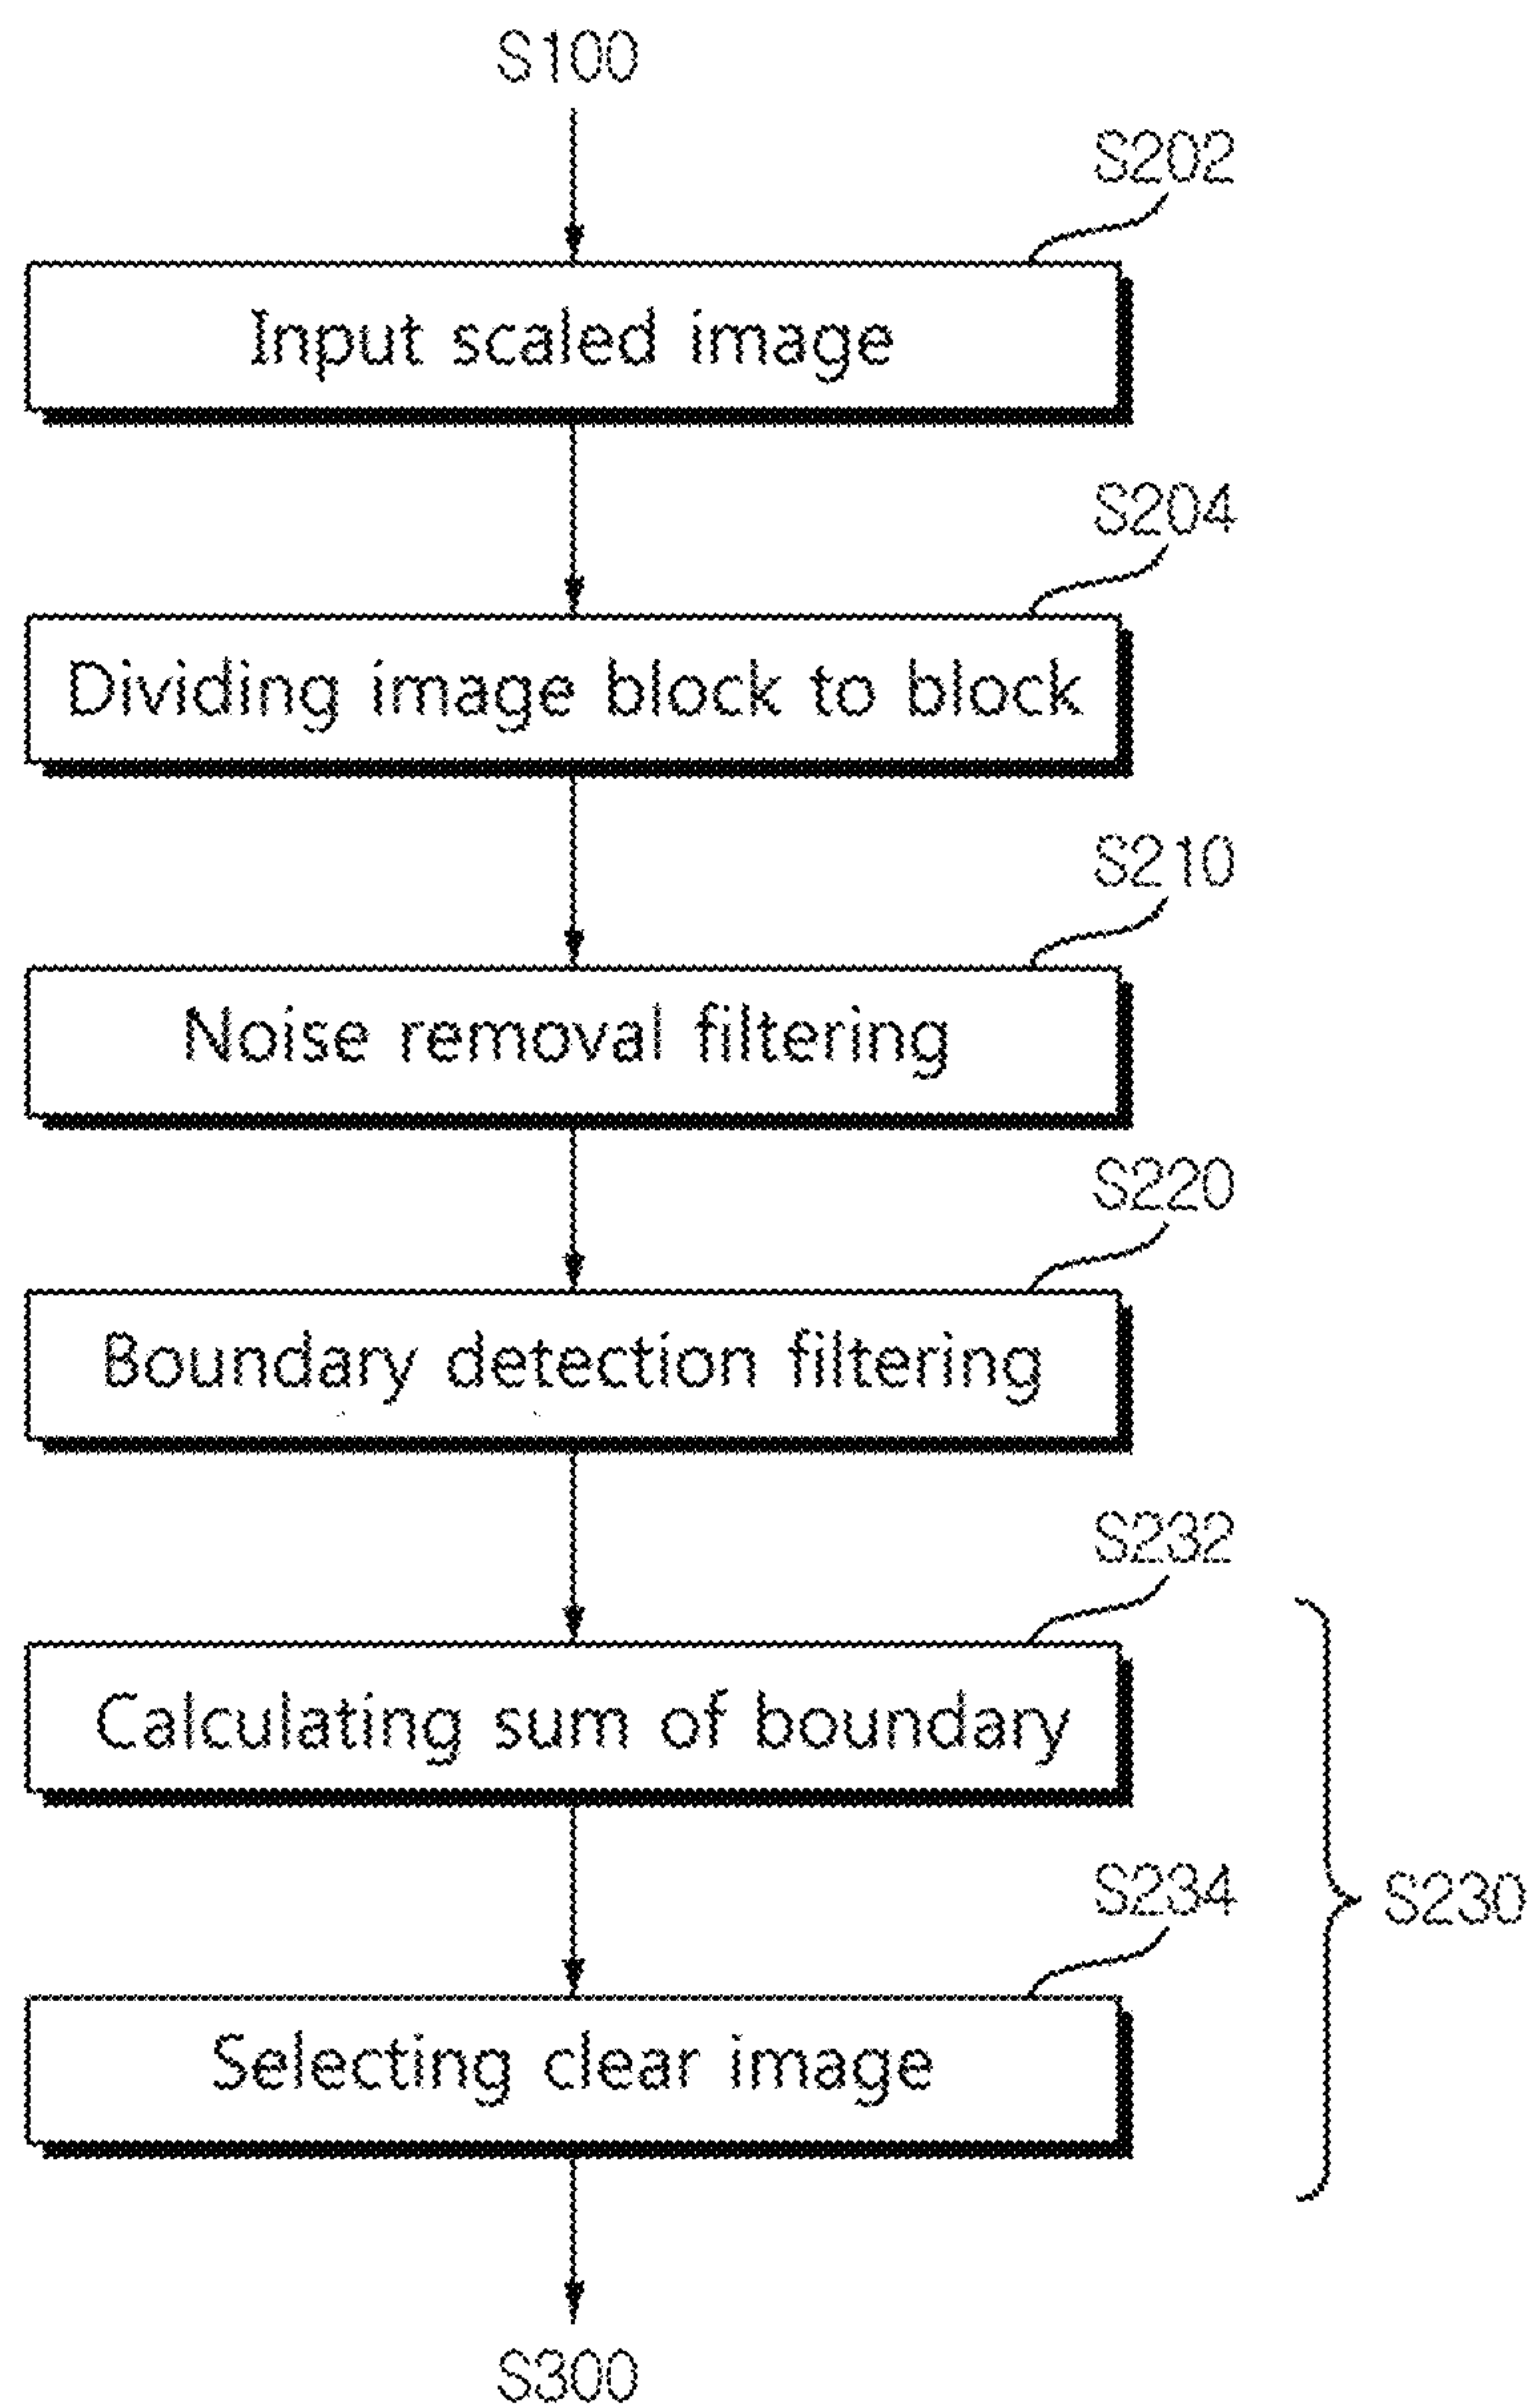 S100
S202
Input scaled image
S204
Dividing image block to block
S210
Noise removal filtering
S220
Boundary detection filtering
S232
Calculating sum of boundary
S234
S230
Selecting clear image
S300